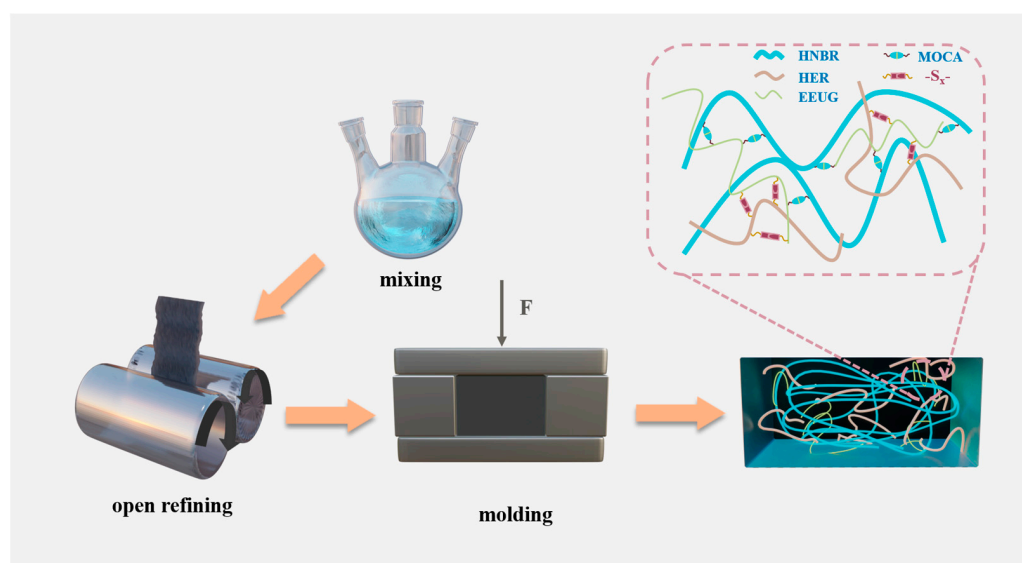 HNBR
MOCA
HER
-Sx-
EEUG
mixing
F
open refining
molding